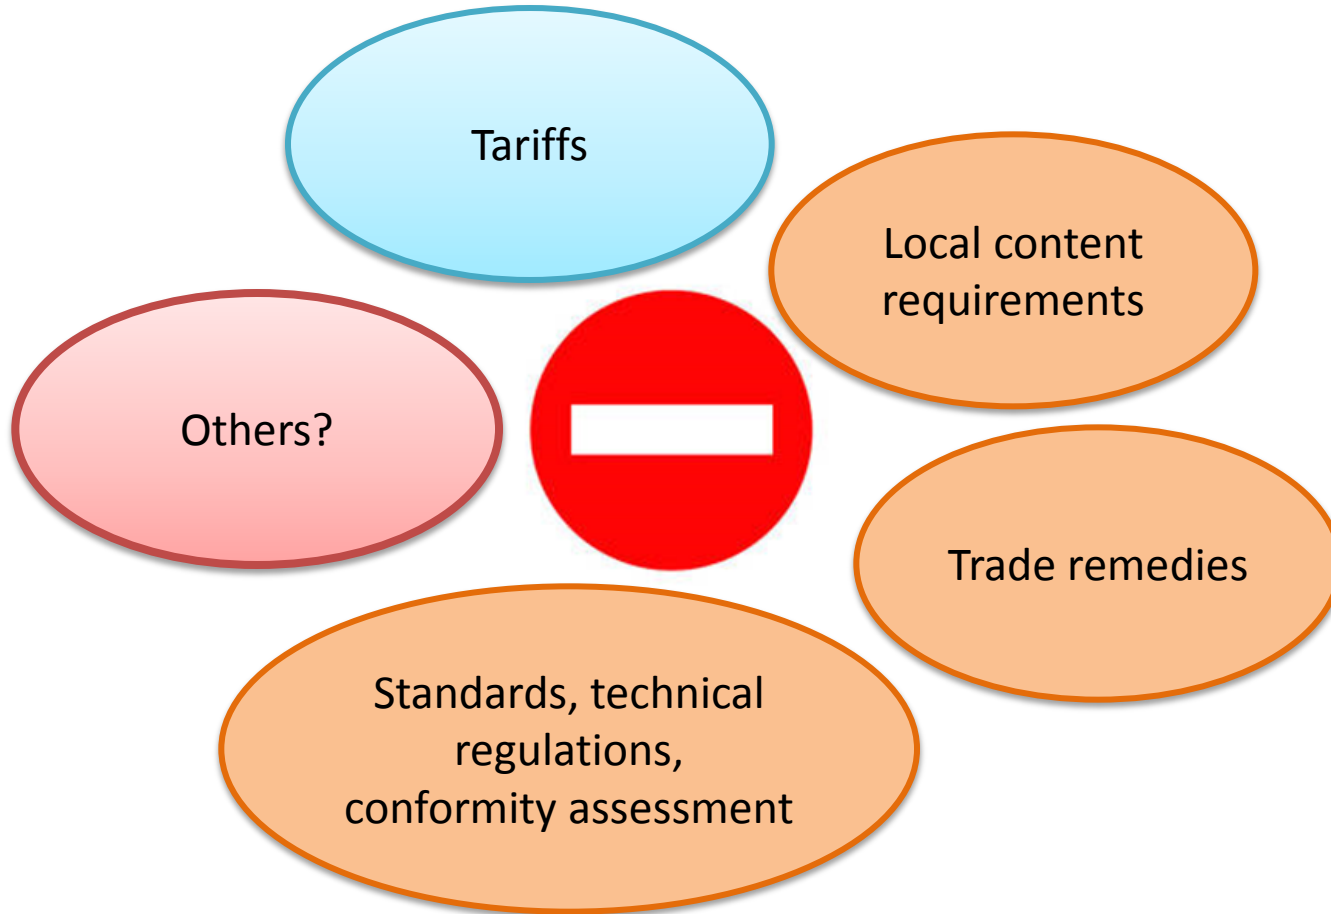 Tariffs
Local content
requirements
Others?
Trade remedies
Standards, technical
regulations,
conformity assessment